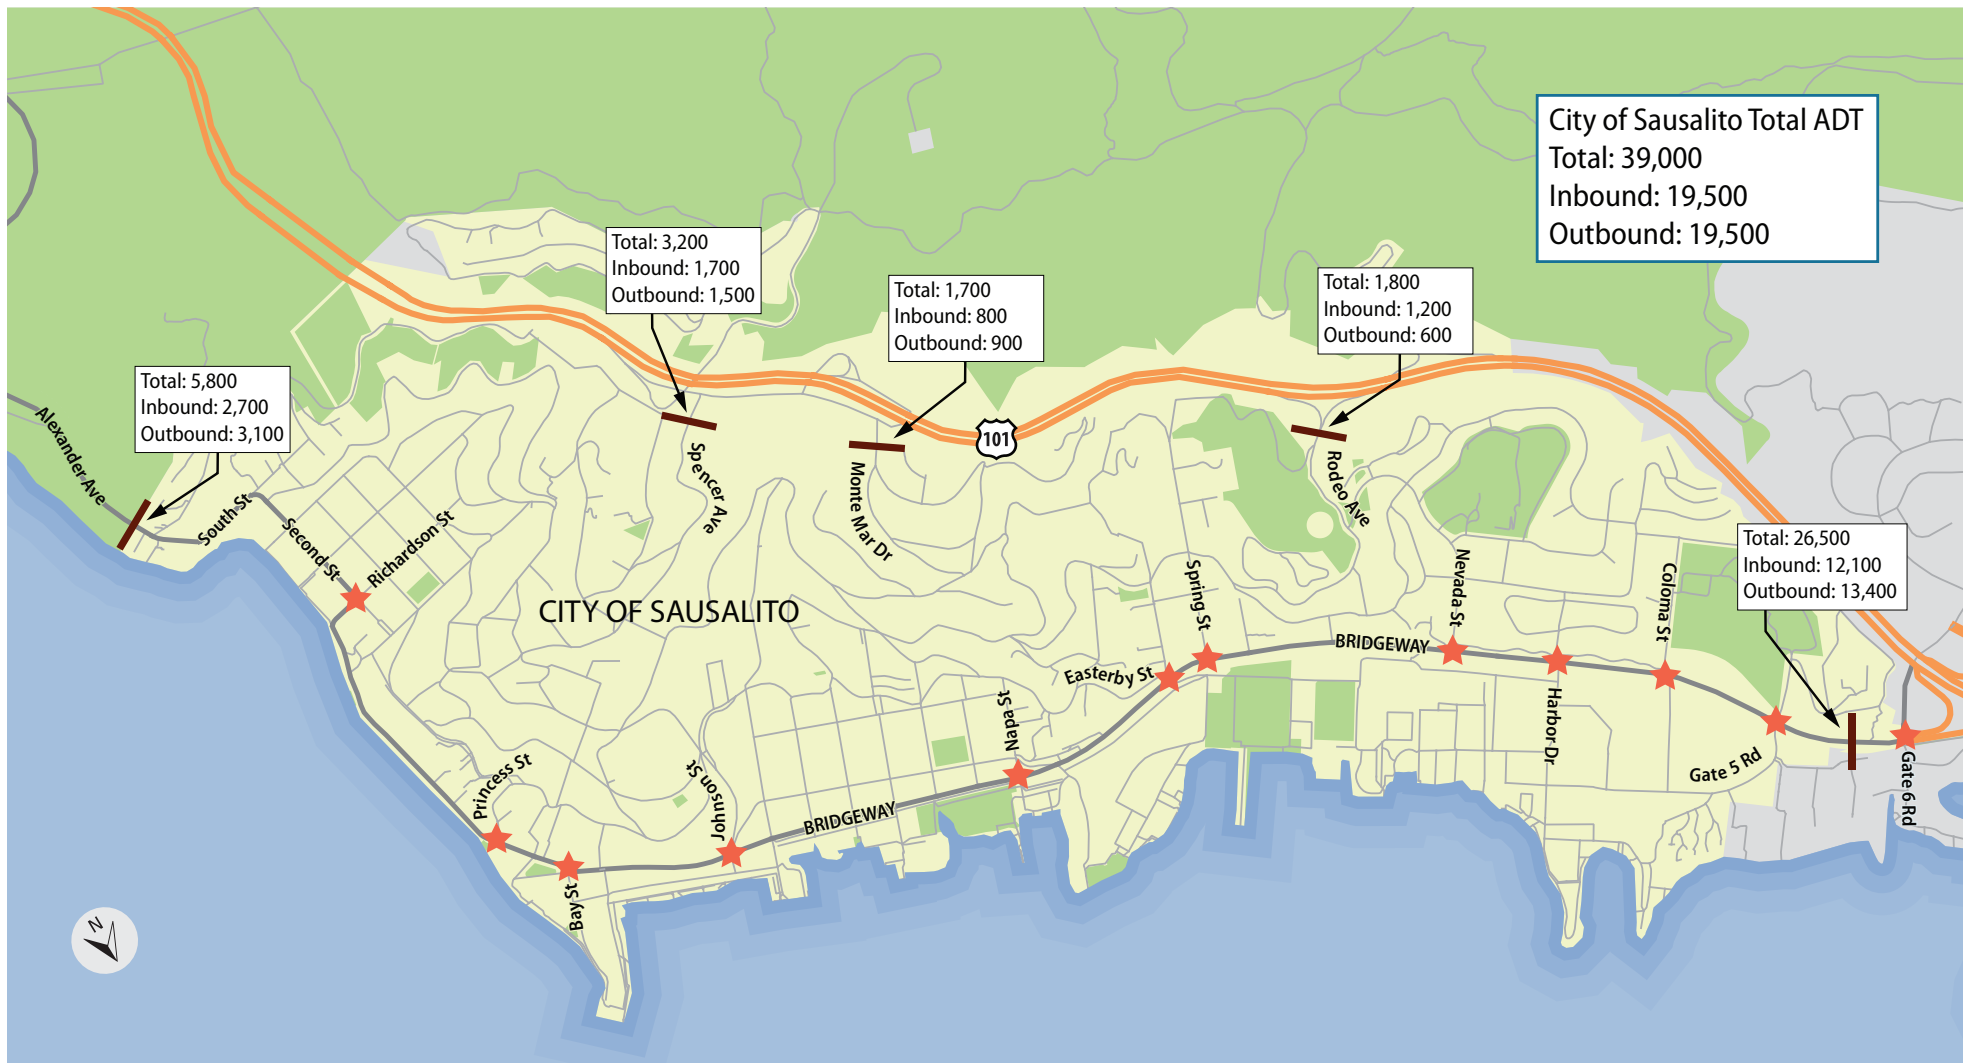 City of Sausalito Total ADT
Total: 39,000
Inbound: 19,500
Outbound: 19,500
Total: 3,200
Inbound: 1,700
Outbound: 1,500
Total: 1,700
Inbound: 800
Outbound: 900
Total: 1,800
Inbound: 1,200
Outbound: 600
Total: 5,800
Inbound: 2,700
Outbound: 3,100
Total: 26,500
Inbound: 12,100
Outbound: 13,400
101
Alexander Ave
South St
Second St
Richardson St
Spencer Ave
Monte Mar Dr
Rodeo Ave
CITY OF SAUSALITO
Spring St
Nevada St
Coloma St
BRIDGEWAY
Easterby St
Napa St
Harbor Dr
Gate 5 Rd
Gate 6 Rd
Princess St
Johnson St
BRIDGEWAY
Bay St
N